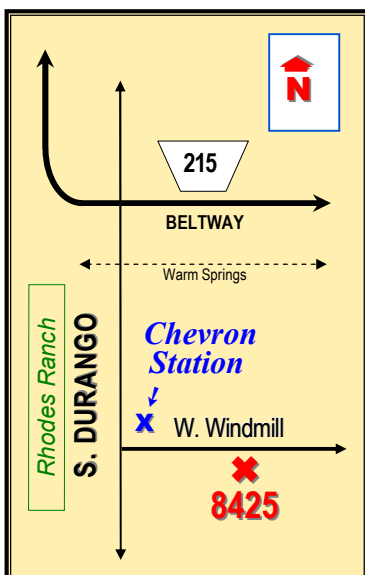 N
215
BELTWAY
Warm Springs
Rhodes Ranch
S. DURANGO
Chevron
Station
x
W. Windmill
8425